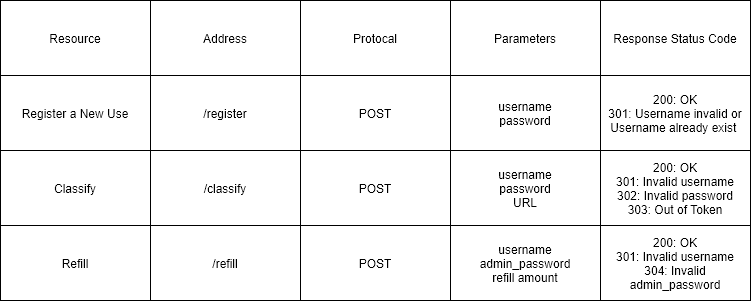 Resource
Address
Protocal
Parameters
Response Status Code
Register a New Use
/register
POST
username
password
200: OK
301: Username invalid or
Username already exist
Classify
/classify
POST
username
password
URL
200: OK
301: Invalid username
302: Invalid password
303: Out of Token
Refill
/refill
POST
username
admin_password
refill amount
200: OK
301: Invalid username
304: Invalid
admin_password